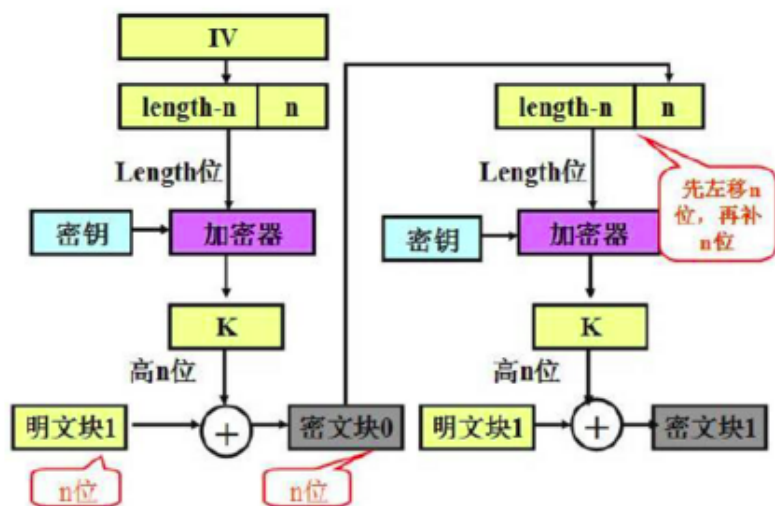 IV
length-n
n
length-n
n
Length位
Length位
先左移n
位，再补
n位
密钥
加密器
密钥
加密器
K
K
高n位
高n位
明文块1
+
密文块0
明文块1
+
密文块1
n位
n位